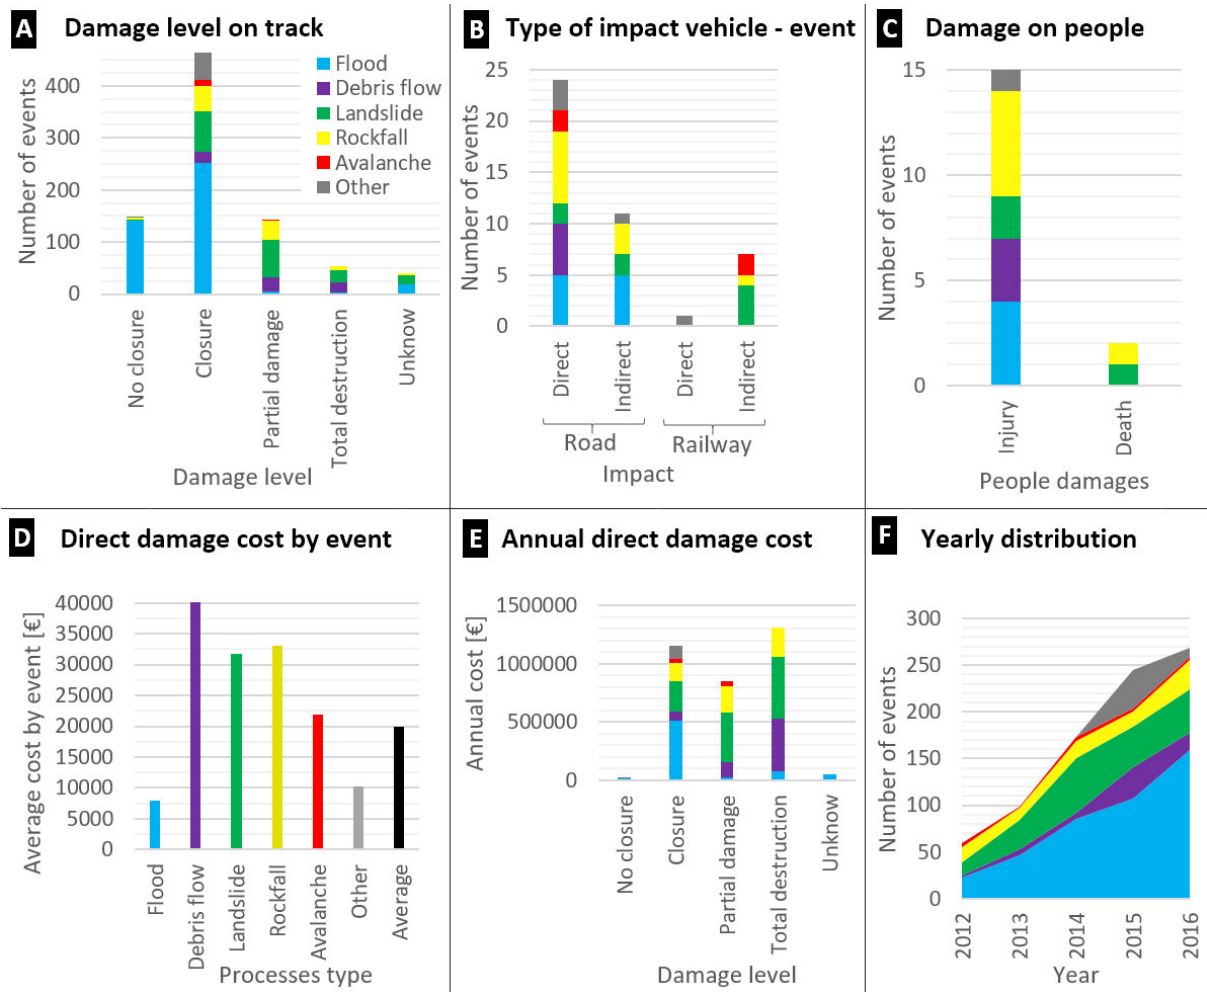 A Damage level on track
Number of events
400
300
200
100
0
Flood
Debris flow
Landslide
Rockfall
Avalanche
Other
No closure
Closure
Partial damage
Total destruction
Unknow
Damage level
B Type of impact vehicle - event
Number of events
25
20
15
10
5
0
Direct
Indirect
Direct
Indirect
Road
Railway
Impact
C Damage on people
Number of events
15
10
5
0
Injury
Death
People damages
D Direct damage cost by event
Average cost by event [€]
40000
35000
30000
25000
20000
15000
10000
5000
0
Flood
Debris flow
Landslide
Rockfall
Avalanche
Other
Average
Processes type
E Annual direct damage cost
Annual cost [€]
1500000
1000000
500000
0
No closure
Closure
Partial damage
Total destruction
Unknow
Damage level
F Yearly distribution
Number of events
300
250
200
150
100
50
0
2012
2013
2014
2015
2016
Year